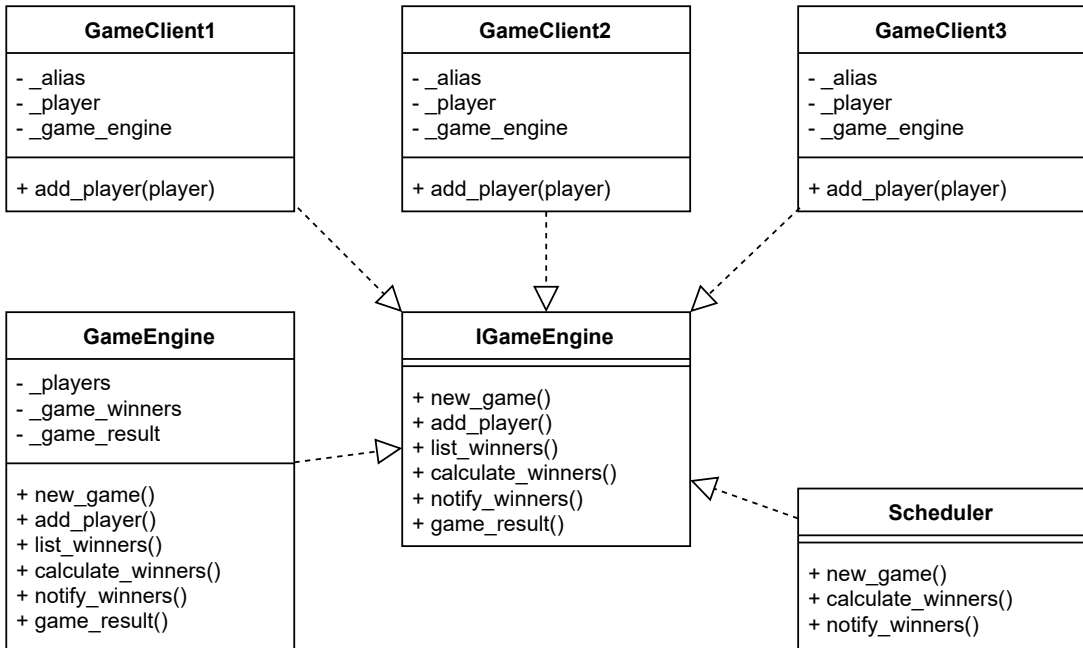 GameClient1
- _alias
- _player
- _game_engine
+ add_player(player)
GameClient2
- _alias
- _player
- _game_engine
+ add_player(player)
GameClient3
- _alias
- _player
- _game_engine
+ add_player(player)
GameEngine
- _players
- _game_winners
- _game_result
+ new_game()
+ add_player()
+ list_winners()
+ calculate_winners()
+ notify_winners()
+ game_result()
IGameEngine
+ new_game()
+ add_player()
+ list_winners()
+ calculate_winners()
+ notify_winners()
+ game_result()
Scheduler
+ new_game()
+ calculate_winners()
+ notify_winners()